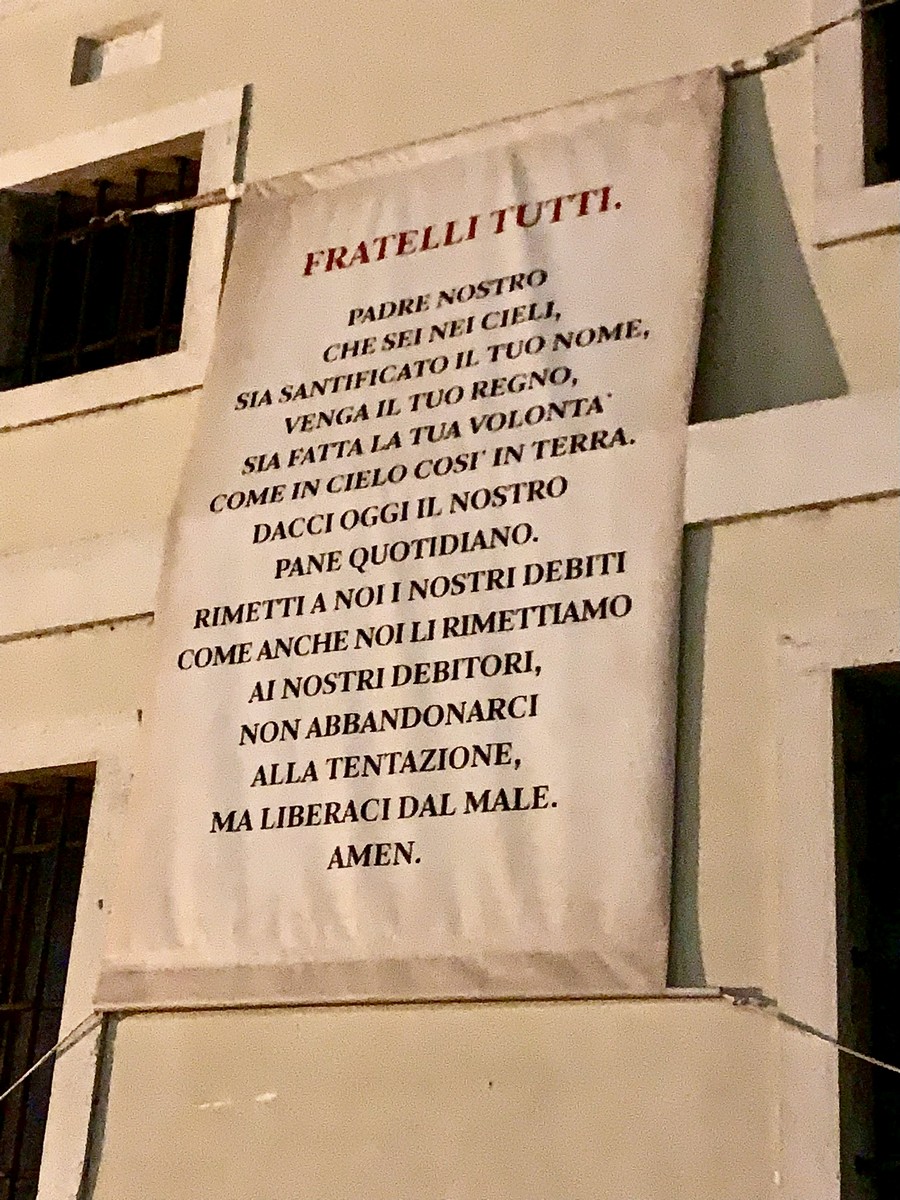 FRATELLI TUTTI.
PADRE NOSTRO
CHE SEI NEI CIELI,
SIA SANTIFICATO IL TUO NOME,
VENGA IL TUO REGNO,
SIA FATTA LA TUA VOLONTA'
COME IN CIELO COSI' IN TERRA.
DACCI OGGI IL NOSTRO
PANE QUOTIDIANO.
RIMETTI A NOI I NOSTRI DEBITI
COME ANCHE NOI LI RIMETTIAMO
AI NOSTRI DEBITORI,
NON ABBANDONARCI
ALLA TENTAZIONE,
MA LIBERACI DAL MALE.
AMEN.